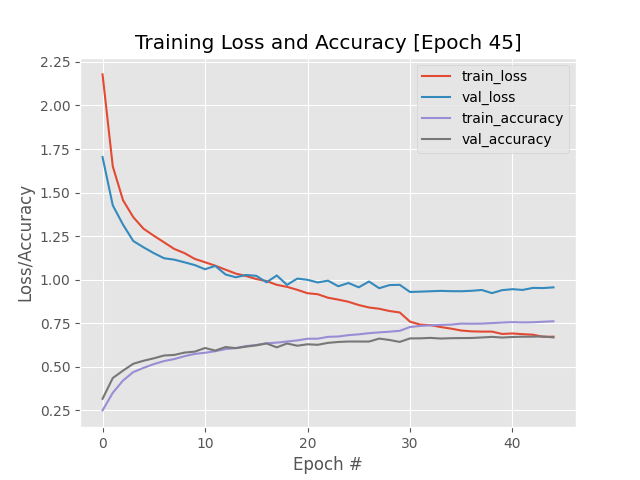 Training Loss and Accuracy [Epoch 45]
train_loss
val_loss
train_accuracy
val_accuracy
Loss/Accuracy
2.25
2.00
1.75
1.50
1.25
1.00
0.75
0.50
0.25
0 10 20 30 40
Epoch #